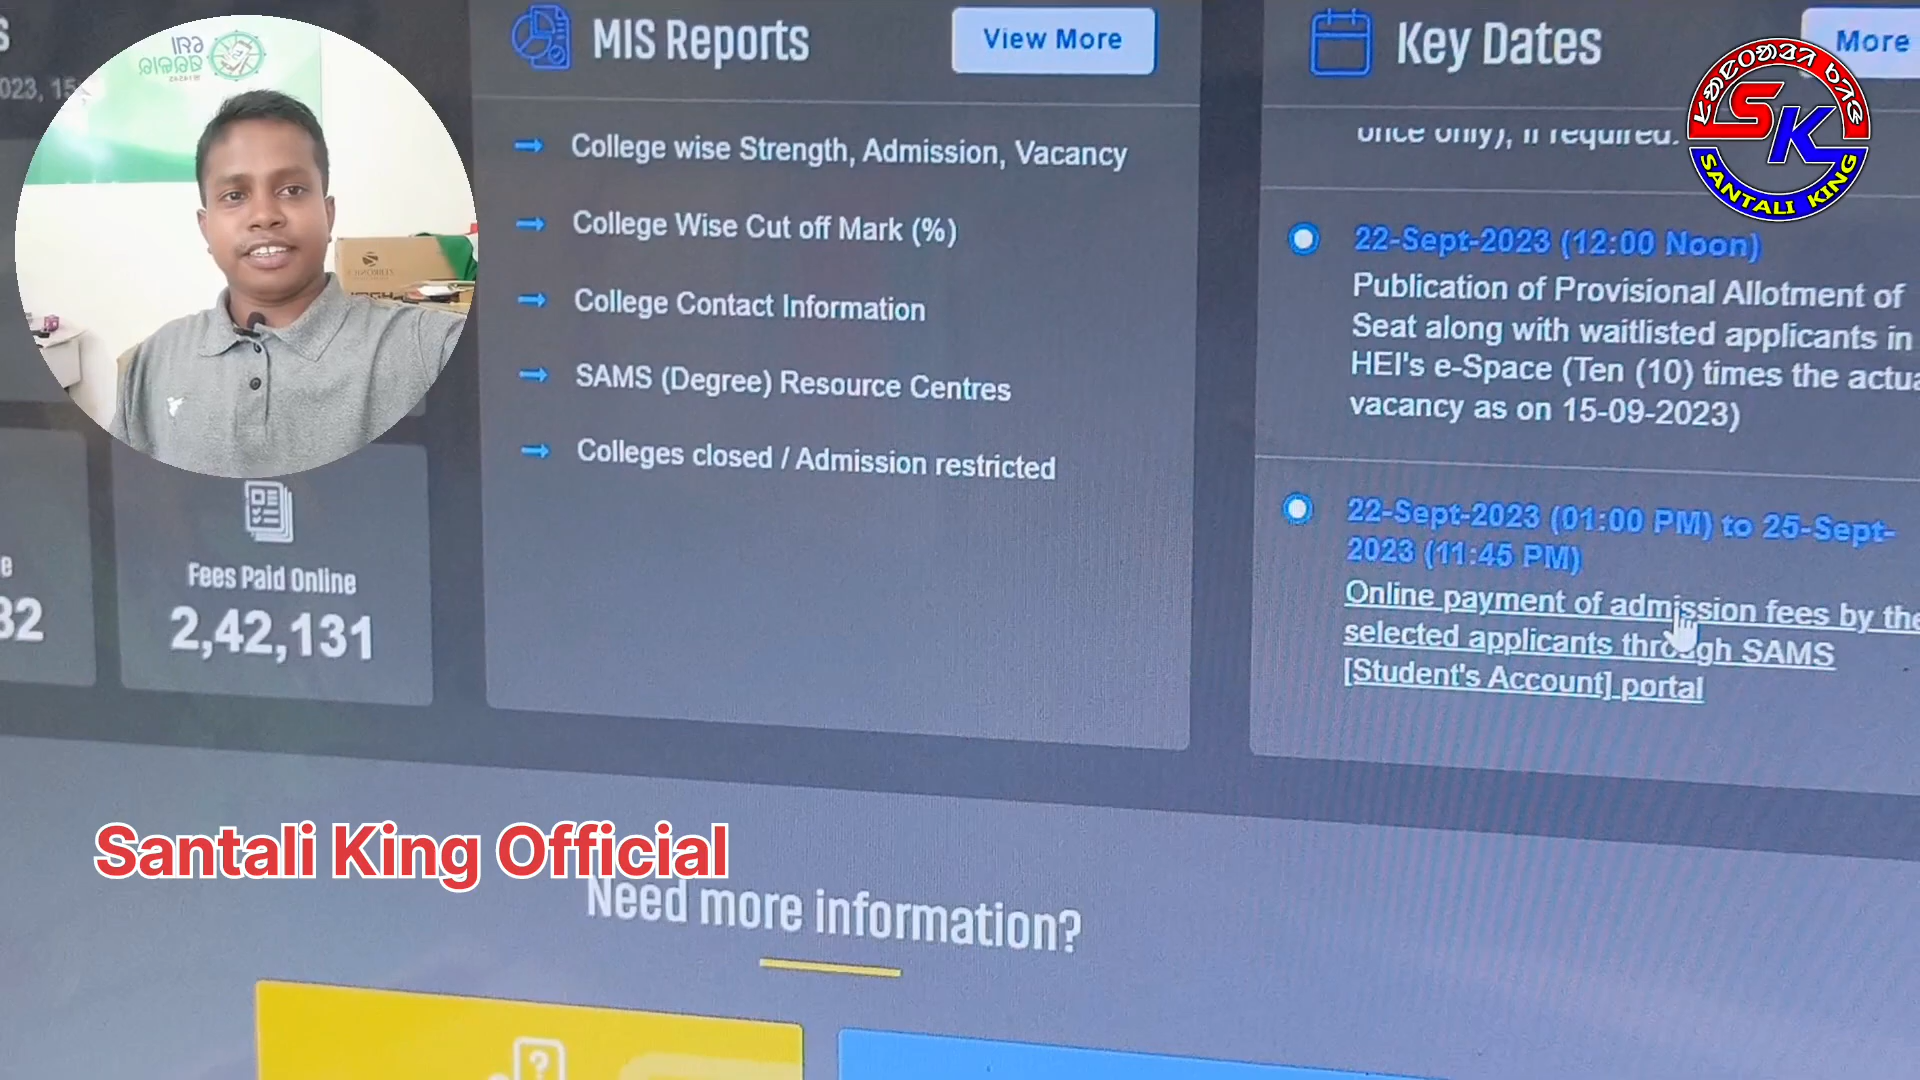 MIS Reports
View More
College wise Strength, Admission, Vacancy
College Wise Cut off Mark (%)
College Contact Information
SAMS (Degree) Resource Centres
Colleges closed / Admission restricted
Key Dates
More
once only), if required.
22-Sept-2023 (12:00 Noon)
Publication of Provisional Allotment of
Seat along with waitlisted applicants in
HEI's e-Space (Ten (10) times the
vacancy as on 15-09-2023)
22-Sept-2023 (01:00 PM) to 25-Sept-
2023 (11:45 PM)
Online payment of admission fees by the
selected applicants through SAMS
[Student's Account] portal
Fees Paid Online
2,42,131
SK
SANTALI KING
Santali King Official
Need more information?
?